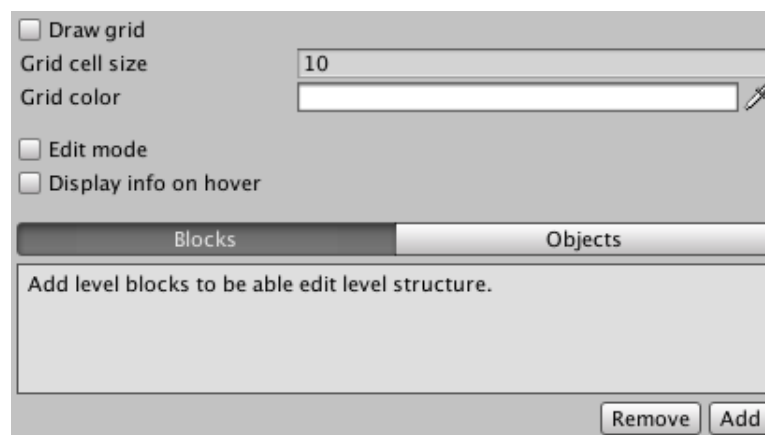 Draw grid
Grid cell size 10
Grid color
Edit mode
Display info on hover
Blocks Objects
Add level blocks to be able edit level structure.
Remove Add